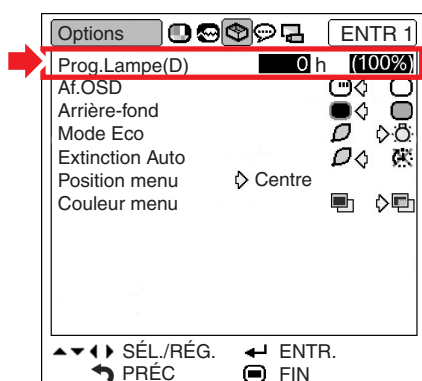 Options ENTR 1
Prog.Lampe(D) 0 h (100%)
Af.OSD
Arrière-fond
Mode Eco
Extinction Auto
Position menu Centre
Couleur menu
SÉL./RÉG. ENTR.
PRÉC FIN